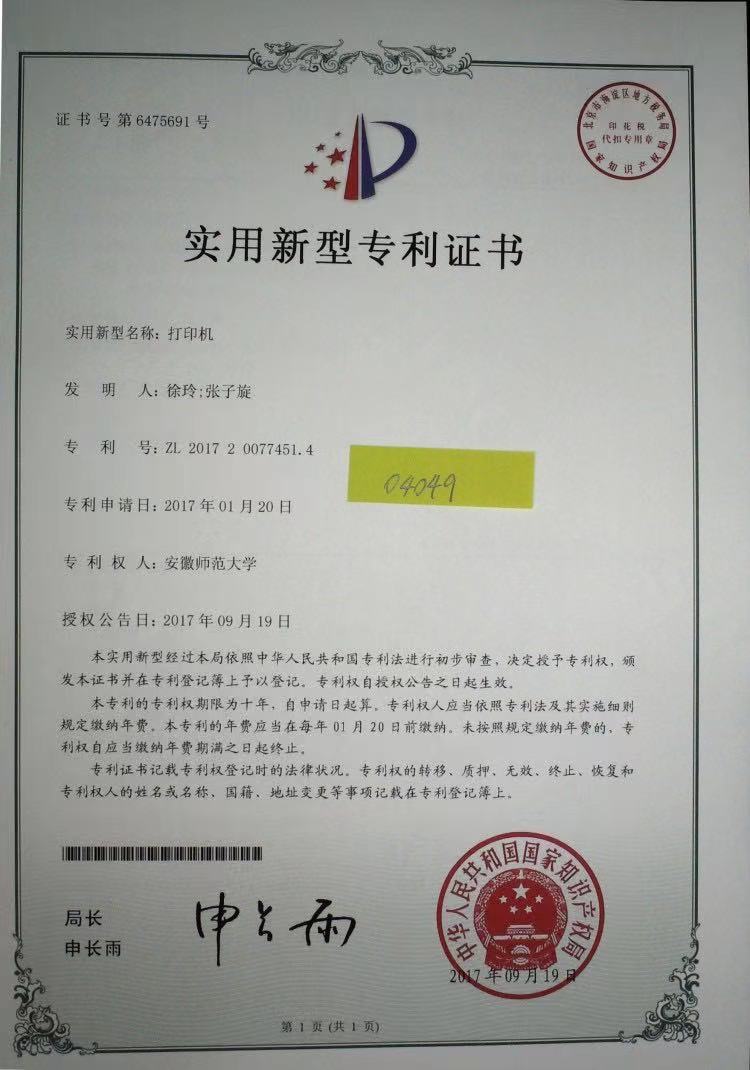 证书号第6475691号
北京市海淀区地方税务局
印花税
代扣专用章
国家知识产权局
实用新型专利证书
实用新型名称：打印机
发明人：徐玲;张子旋
专利号：ZL 2017 2 0077451.4
04049
专利申请日：2017年01月20日
专利权人：安徽师范大学
授权公告日：2017年09月19日
本实用新型经过本局依照中华人民共和国专利法进行初步审查，决定授予专利权，颁
发本证书并在专利登记簿上予以登记。专利权自授权公告之日起生效。
本专利的专利权期限为十年，自申请日起算。专利权人应当依照专利法及其实施细则
规定缴纳年费。本专利的年费应当在每年01月20日前缴纳。未按照规定缴纳年费的，专
利权自应当缴纳年费期满之日起终止。
专利证书记载专利权登记时的法律状况。专利权的转移、质押、无效、终止、恢复和
专利权人的姓名或名称、国籍、地址变更等事项记载在专利登记簿上。
局长
申长雨
申长雨
中华人民共和国国家知识产权局
2017年09月19日
第1页(共1页)